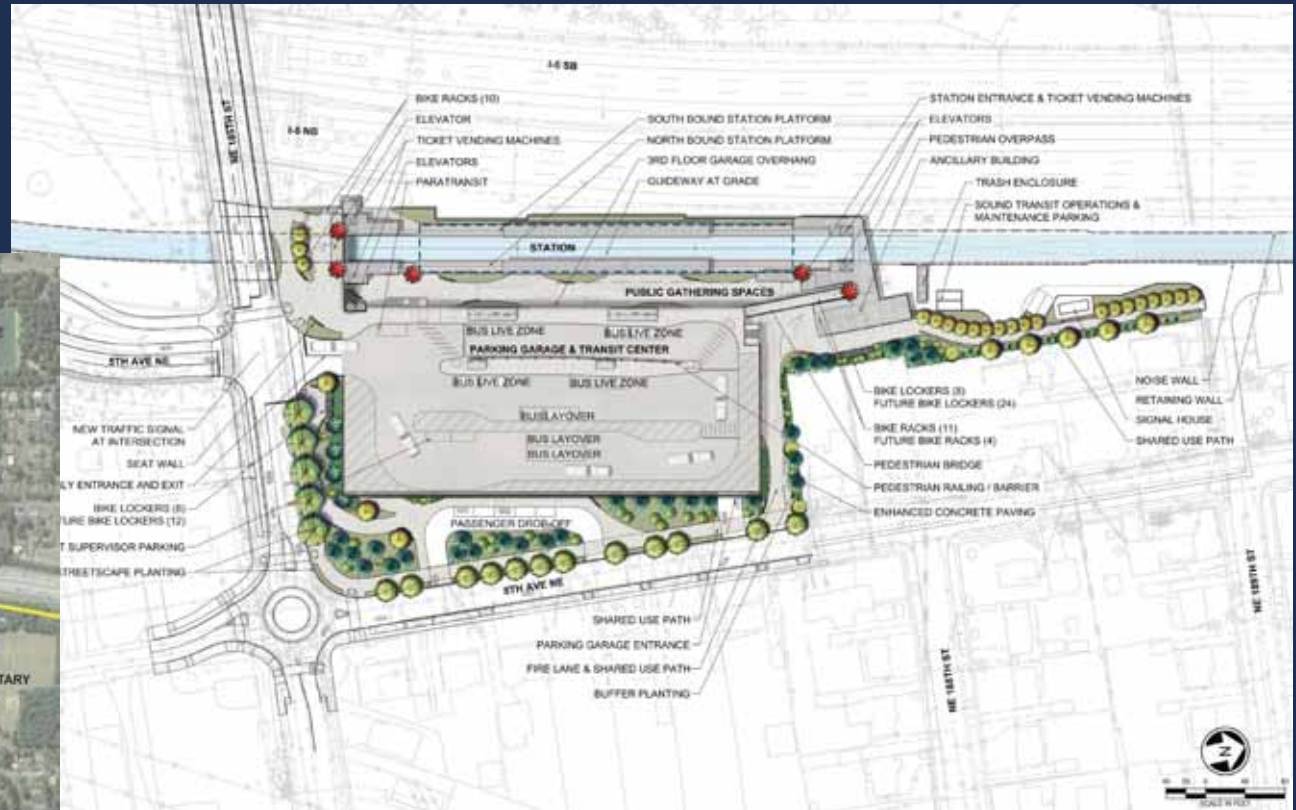 I-5 SB
I-5 NB
NE 185TH ST
BIKE RACKS (10)
ELEVATOR
TICKET VENDING MACHINES
ELEVATORS
PARATRANSIT
SOUTH BOUND STATION PLATFORM
NORTH BOUND STATION PLATFORM
3RD FLOOR GARAGE OVERHANG
GUIDEWAY AT GRADE
STATION ENTRANCE & TICKET VENDING MACHINES
ELEVATORS
PEDESTRIAN OVERPASS
ANCILLARY BUILDING
TRASH ENCLOSURE
SOUND TRANSIT OPERATIONS &
MAINTENANCE PARKING
STATION
PUBLIC GATHERING SPACES
BUS LIVE ZONE
BUS LIVE ZONE
PARKING GARAGE & TRANSIT CENTER
BUS LIVE ZONE
BUS LIVE ZONE
BUS LAYOVER
BUS LAYOVER
BUS LAYOVER
5TH AVE NE
NEW TRAFFIC SIGNAL
AT INTERSECTION
SEAT WALL
LY ENTRANCE AND EXIT
BIKE LOCKERS (8)
TURE BIKE LOCKERS (12)
T SUPERVISOR PARKING
STREETSCAPE PLANTING
PASSENGER DROP-OFF
8TH AVE NE
NOISE WALL
RETAINING WALL
SIGNAL HOUSE
SHARED USE PATH
BIKE LOCKERS (8)
FUTURE BIKE LOCKERS (24)
BIKE RACKS (11)
FUTURE BIKE RACKS (4)
PEDESTRIAN BRIDGE
PEDESTRIAN RAILING / BARRIER
ENHANCED CONCRETE PAVING
SHARED USE PATH
PARKING GARAGE ENTRANCE
FIRE LANE & SHARED USE PATH
BUFFER PLANTING
NE 188TH ST
NE 189TH ST
TARY
N
SCALE IN FEET